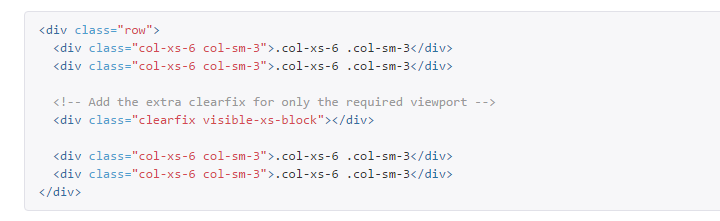 <div class="row">
  <div class="col-xs-6 col-sm-3">.col-xs-6 .col-sm-3</div>
  <div class="col-xs-6 col-sm-3">.col-xs-6 .col-sm-3</div>

  <!-- Add the extra clearfix for only the required viewport -->
  <div class="clearfix visible-xs-block"></div>

  <div class="col-xs-6 col-sm-3">.col-xs-6 .col-sm-3</div>
  <div class="col-xs-6 col-sm-3">.col-xs-6 .col-sm-3</div>
</div>